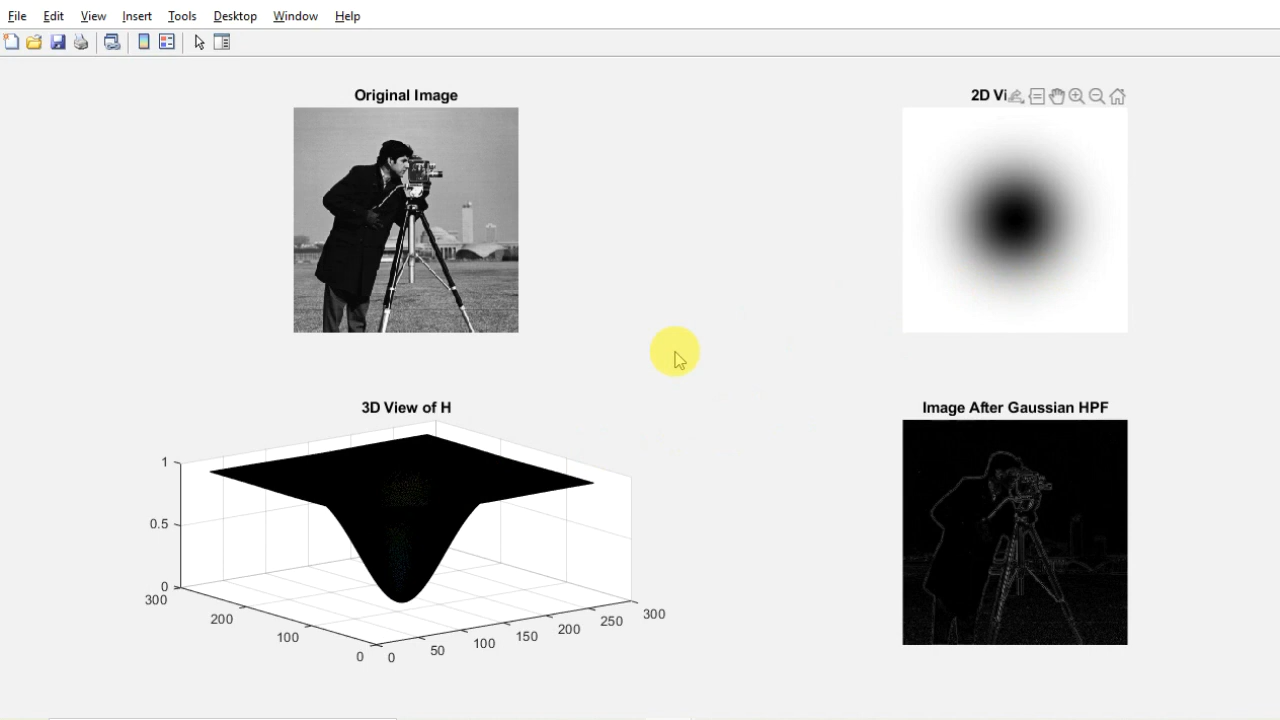 File Edit View Insert Tools Desktop Window Help
Original Image
2D Vi
3D View of H
1
0.5
0
300
200
100
0
0
50
100
150
200
250
300
Image After Gaussian HPF